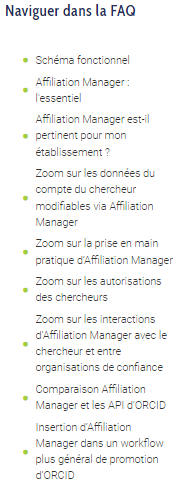 Naviguer dans la FAQ
Schéma fonctionnel
Affiliation Manager :
l'essentiel
Affiliation Manager est-il
pertinent pour mon
établissement ?
Zoom sur les données du
compte du chercheur
modifiables via Affiliation
Manager
Zoom sur la prise en main
pratique d'Affiliation Manager
Zoom sur les autorisations
des chercheurs
Zoom sur les interactions
d'Affiliation Manager avec le
chercheur et entre
organisations de confiance
Comparaison Affiliation
Manager et les API d'ORCID
Insertion d'Affiliation
Manager dans un workflow
plus général de promotion
d'ORCID